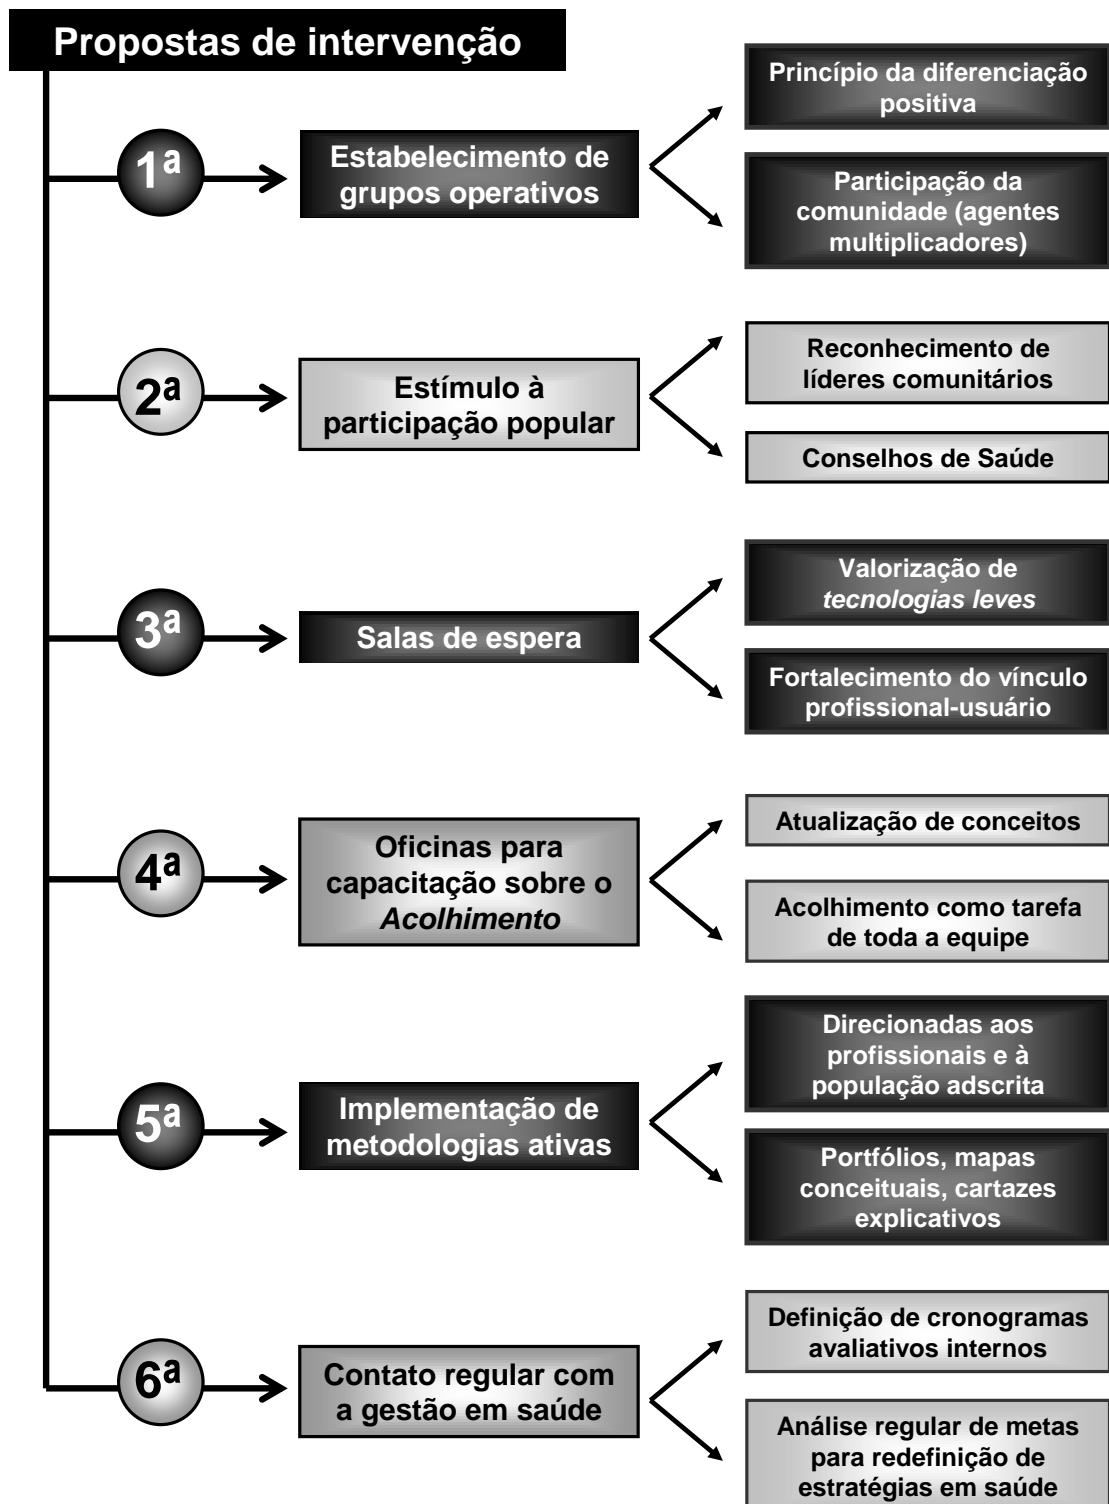 Propostas de intervenção
1ª
Estabelecimento de
grupos operativos
Princípio da diferenciação
positiva
Participação da
comunidade (agentes
multiplicadores)
2ª
Estímulo à
participação popular
Reconhecimento de
líderes comunitários
Conselhos de Saúde
3ª
Salas de espera
Valorização de
tecnologias leves
Fortalecimento do vínculo
profissional-usuário
4ª
Oficinas para
capacitação sobre o
Acolhimento
Atualização de conceitos
Acolhimento como tarefa
de toda a equipe
5ª
Implementação de
metodologias ativas
Direcionadas aos
profissionais e à
população adscrita
Portfólios, mapas
conceituais, cartazes
explicativos
6ª
Contato regular com
a gestão em saúde
Definição de cronogramas
avaliativos internos
Análise regular de metas
para redefinição de
estratégias em saúde